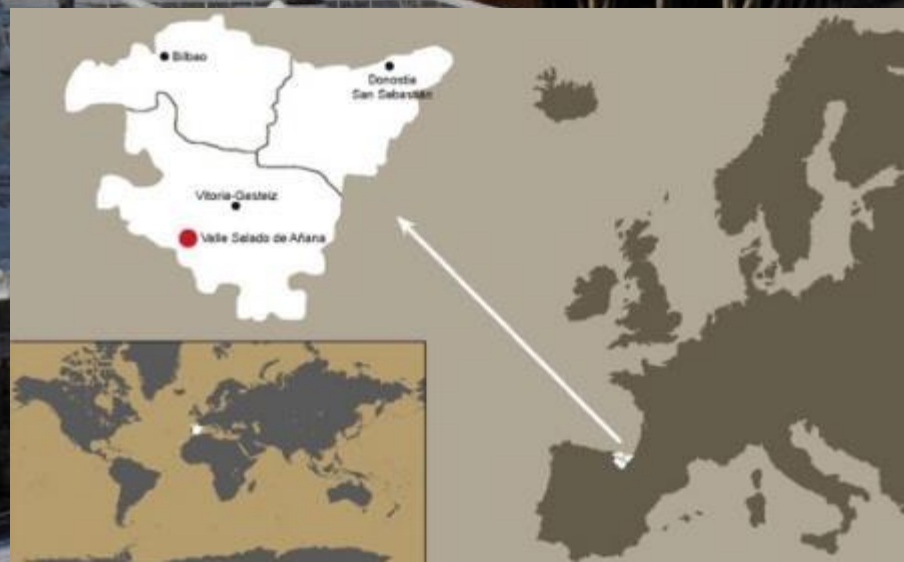 Bilbao
Donostia
San Sebastián
Vitoria-Gasteiz
Valle Salado de Añana